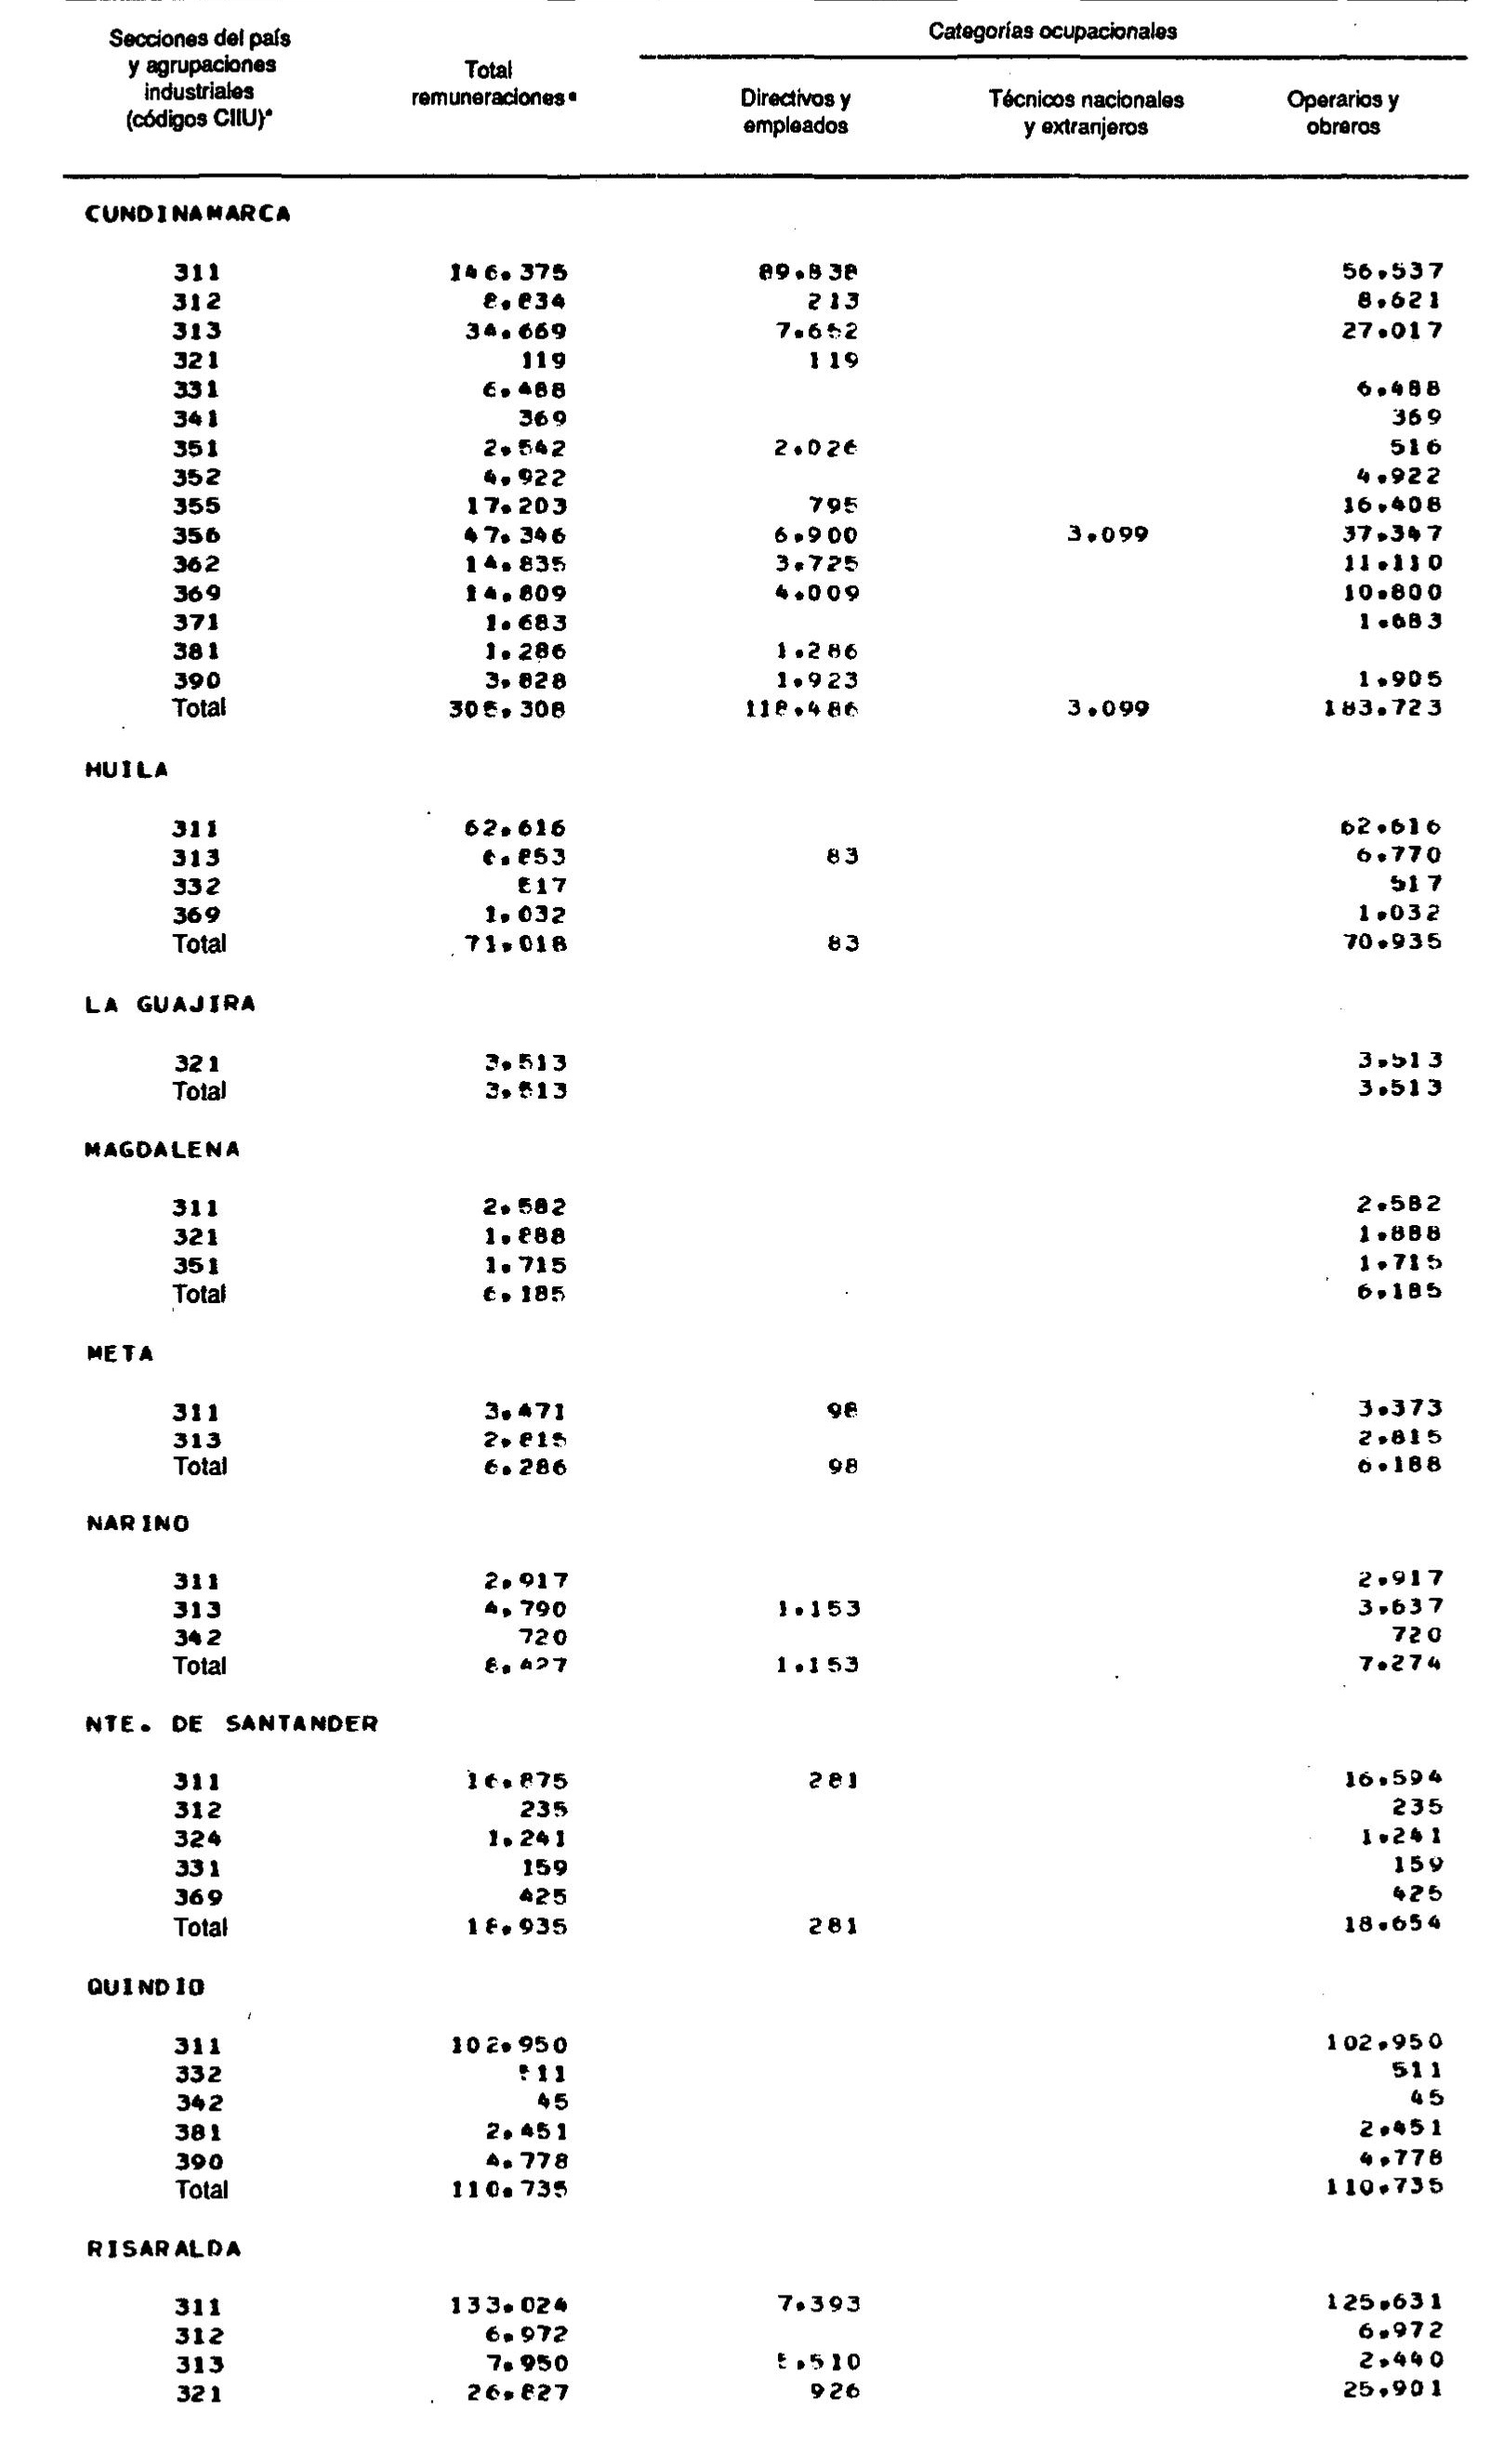 Secciones del país
y agrupaciones
industriales
(códigos CIIU)*
Total
remuneraciones*
Categorías ocupacionales
Directivos y
empleados
Técnicos nacionales
y extranjeros
Operarios y
obreros
CUNDINAMARCA
311 146.375 89.838 56.537
312 8.834 213 8.621
313 34.669 7.652 27.017
321 119 119
331 6.488 6.488
341 369 369
351 2.542 2.026 516
352 4.922 4.922
355 17.203 795 16.408
356 47.346 6.900 3.099 37.347
362 14.835 3.725 11.110
369 14.809 4.009 10.800
371 1.683 1.683
381 1.286 1.286
390 3.828 1.923 1.905
Total 305.308 118.486 3.099 183.723
HUILA
311 62.616 62.616
313 6.853 83 6.770
332 517 517
369 1.032 1.032
Total 71.018 83 70.935
LA GUAJIRA
321 3.513 3.513
Total 3.513 3.513
MAGDALENA
311 2.582 2.582
321 1.888 1.888
351 1.715 1.715
Total 6.185 6.185
META
311 3.471 98 3.373
313 2.815 2.815
Total 6.286 98 6.188
NARINO
311 2.917 2.917
313 4.790 1.153 3.637
342 720 720
Total 8.427 1.153 7.274
NTE. DE SANTANDER
311 16.875 281 16.594
312 235 235
324 1.241 1.241
331 159 159
369 425 425
Total 18.935 281 18.654
QUINDIO
311 102.950 102.950
332 511 511
342 45 45
381 2.451 2.451
390 4.778 4.778
Total 110.735 110.735
RISARALDA
311 133.024 7.393 125.631
312 6.972 6.972
313 7.950 5.510 2.440
321 26.827 926 25.901